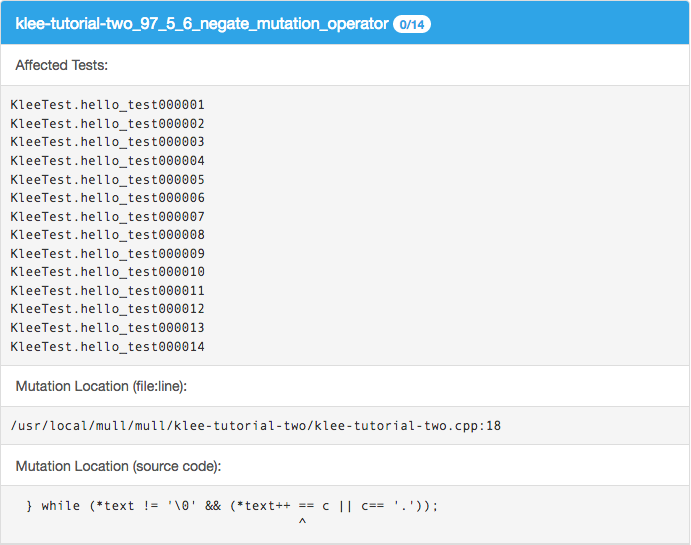 klee-tutorial-two_97_5_6_negate_mutation_operator 0/14
Affected Tests:
KleeTest.hello_test000001
KleeTest.hello_test000002
KleeTest.hello_test000003
KleeTest.hello_test000004
KleeTest.hello_test000005
KleeTest.hello_test000006
KleeTest.hello_test000007
KleeTest.hello_test000008
KleeTest.hello_test000009
KleeTest.hello_test000010
KleeTest.hello_test000011
KleeTest.hello_test000012
KleeTest.hello_test000013
KleeTest.hello_test000014
Mutation Location (file:line):
/usr/local/mull/mull/klee-tutorial-two/klee-tutorial-two.cpp:18
Mutation Location (source code):
} while (*text != '\0' && (*text++ == c || c== '.'));
^